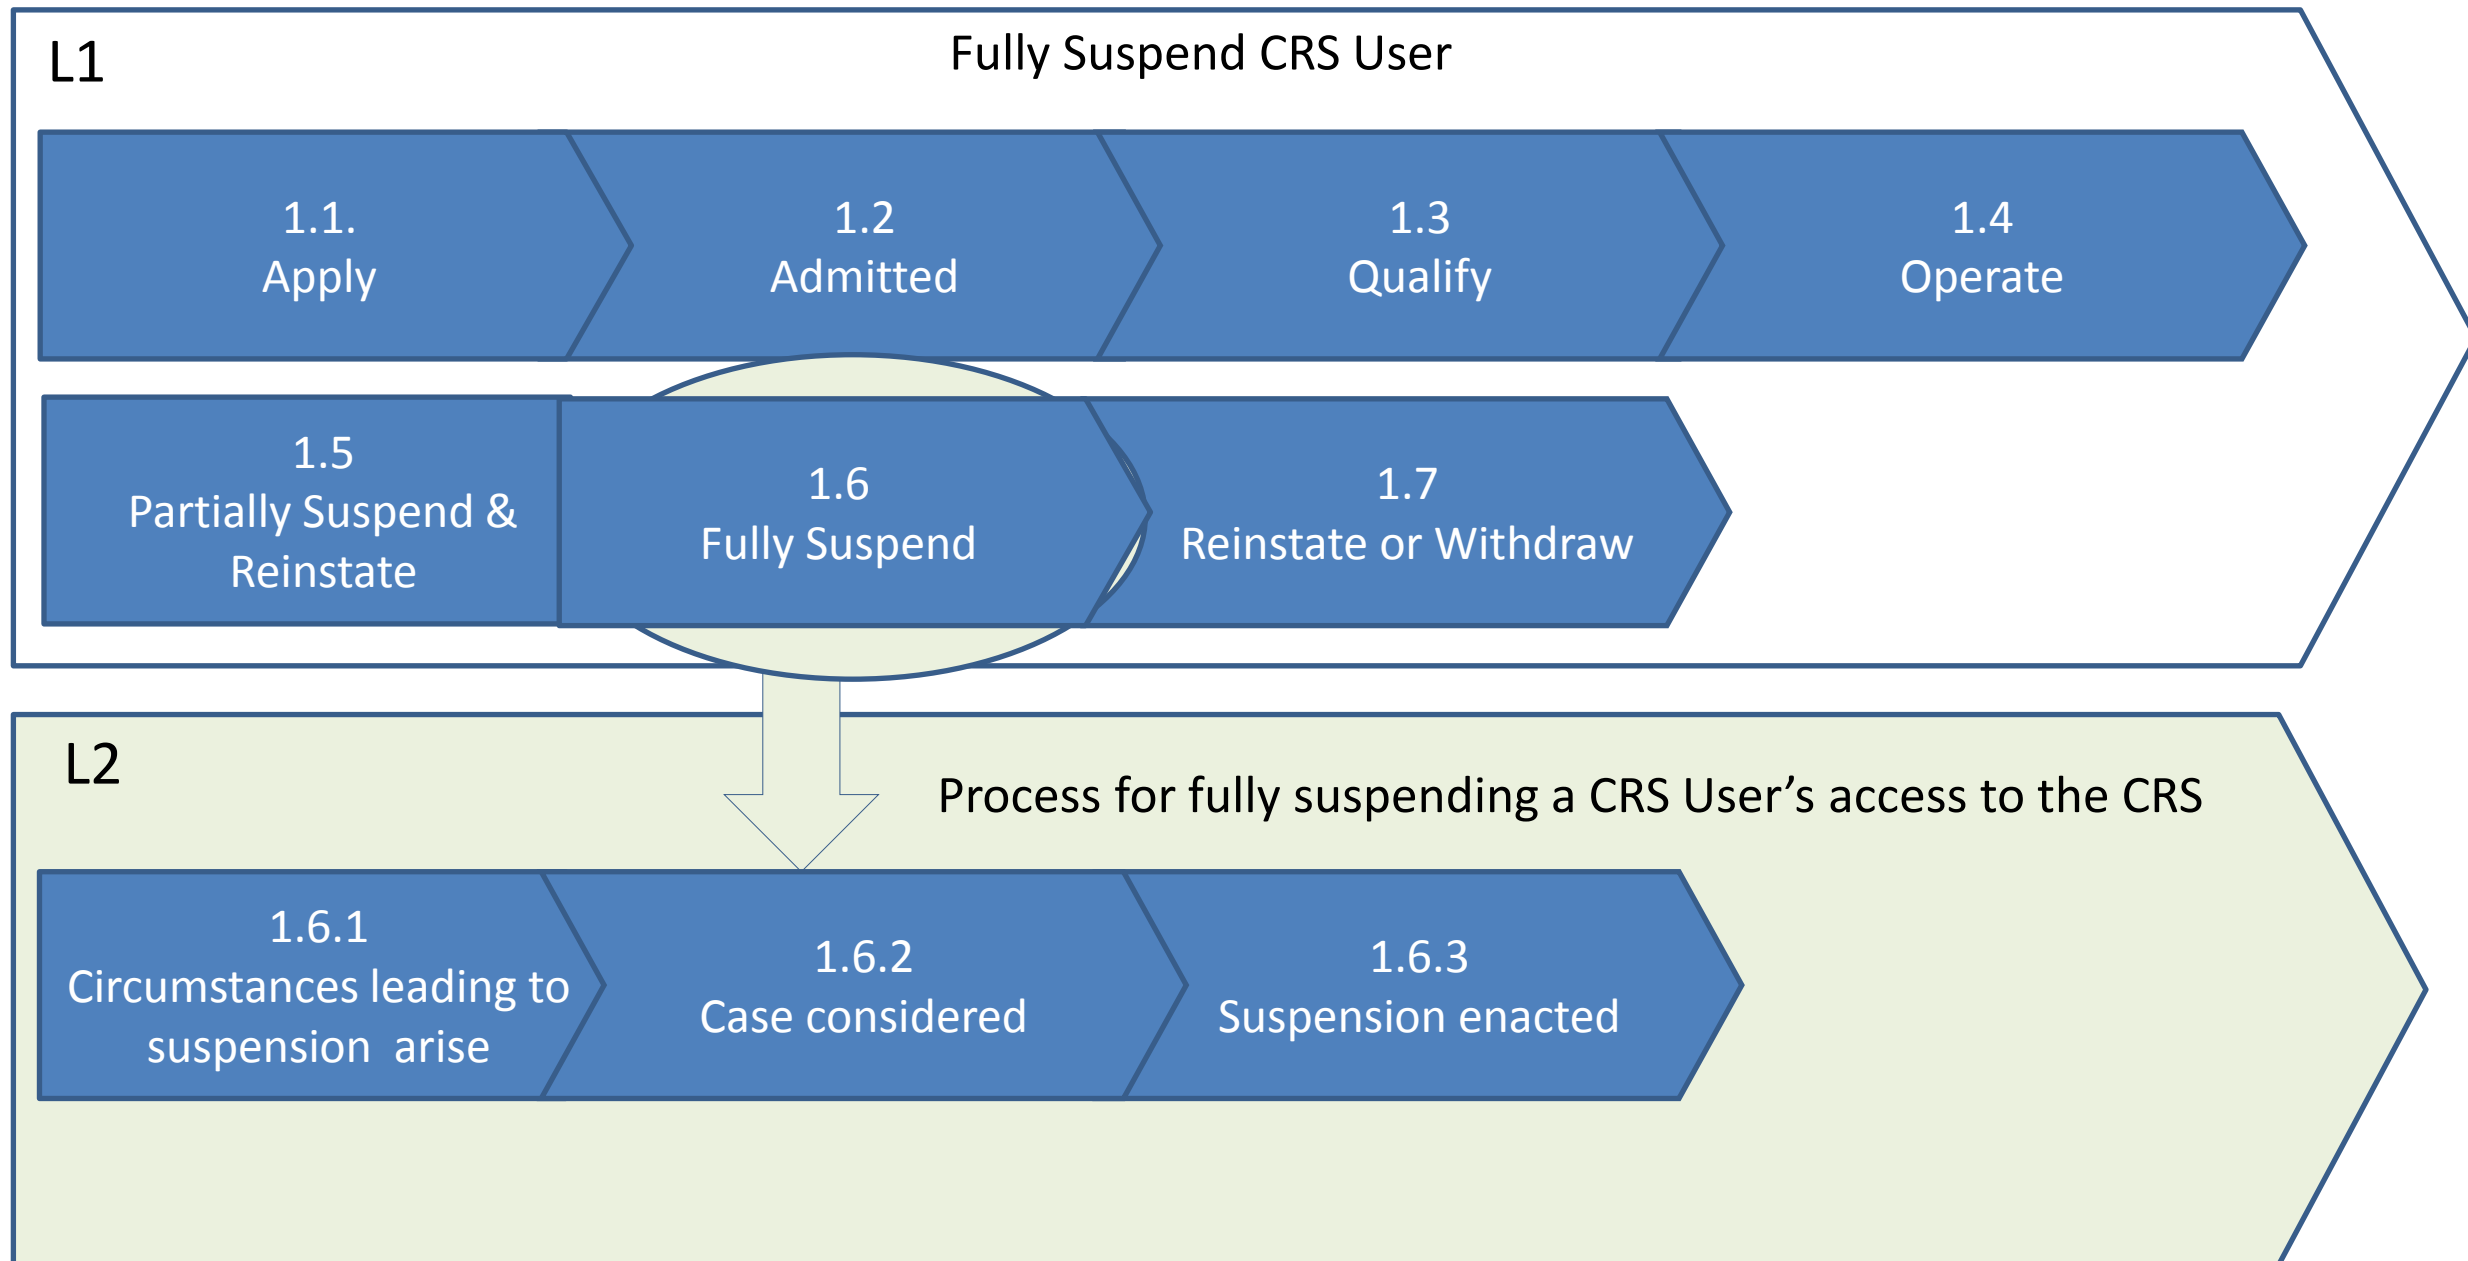 L1
Fully Suspend CRS User
1.1.
Apply
1.2
Admitted
1.3
Qualify
1.4
Operate
1.5
Partially Suspend &
Reinstate
1.6
Fully Suspend
1.7
Reinstate or Withdraw
L2
Process for fully suspending a CRS User’s access to the CRS
1.6.1
Circumstances leading to
suspension  arise
1.6.2
Case considered
1.6.3
Suspension enacted